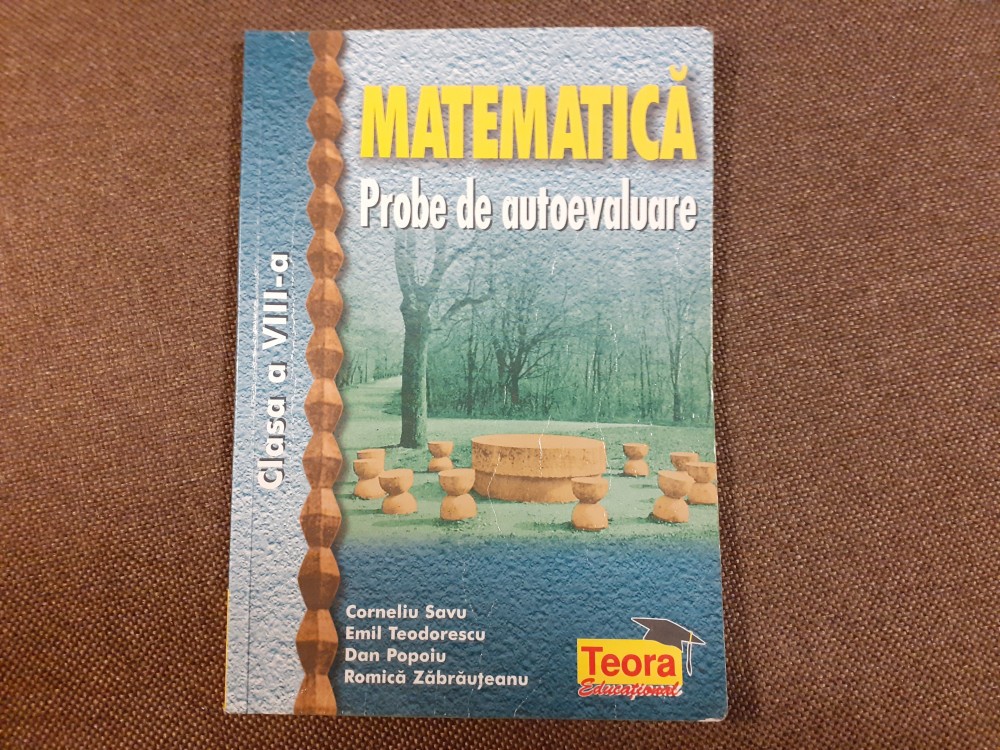 MATEMATICĂ
Probe de autoevaluare
Clasa a VIII-a
Corneliu Savu
Emil Teodorescu
Dan Popoiu
Romică Zăbrăuțeanu
Teora
Educațional